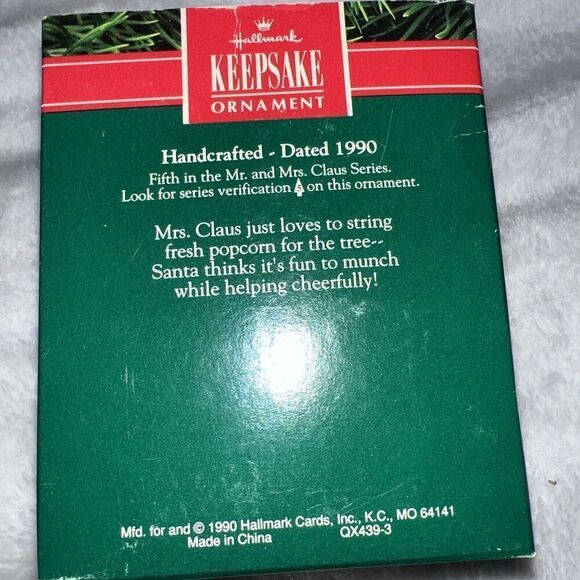 Hallmark
KEEPSAKE
ORNAMENT
Handcrafted - Dated 1990
Fifth in the Mr. and Mrs. Claus Series.
Look for series verification 5 on this ornament.
Mrs. Claus just loves to string
fresh popcorn for the tree--
Santa thinks it's fun to munch
while helping cheerfully!
Mfd. for and © 1990 Hallmark Cards, Inc., K.C., MO 64141
Made in China QX439-3